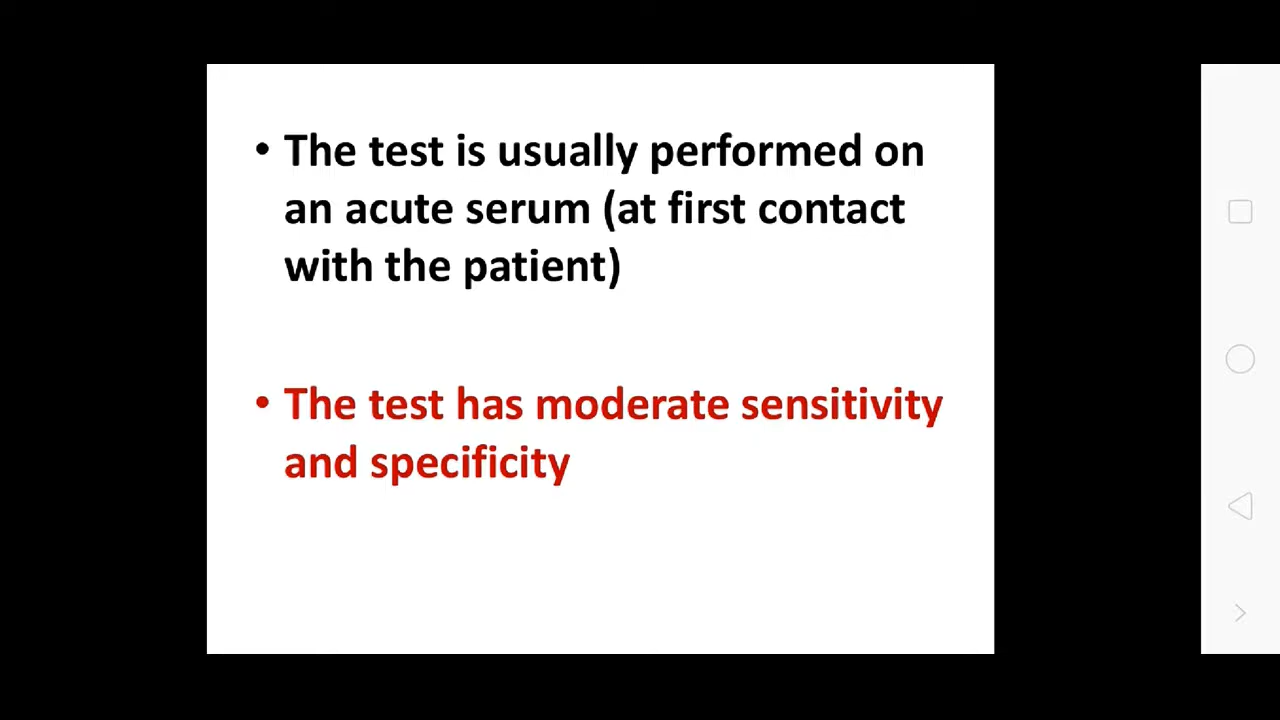 • The test is usually performed on
an acute serum (at first contact
with the patient)
• The test has moderate sensitivity
and specificity